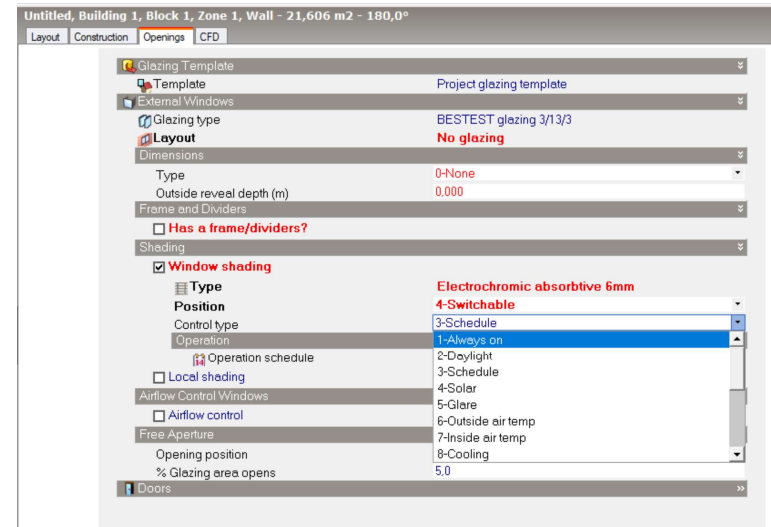 Untitled, Building 1, Block 1, Zone 1, Wall - 21,606 m2 - 180,0°
Layout Construction Openings CFD
Glazing Template
Template Project glazing template
External Windows
Glazing type BESTEST glazing 3/13/3
Layout No glazing
Dimensions
Type 0-None
Outside reveal depth (m) 0,000
Frame and Dividers
Has a frame/dividers?
Shading
Window shading
Type Electrochromic absorbtive 6mm
Position 4-Switchable
Control type 3-Schedule
Operation 1-Always on
2-Daylight
Operation schedule 3-Schedule
Local shading 4-Solar
Airflow Control Windows 5-Glare
Airflow control 6-Outside air temp
Free Aperture 7-Inside air temp
Opening position 8-Cooling
% Glazing area opens 5,0
Doors